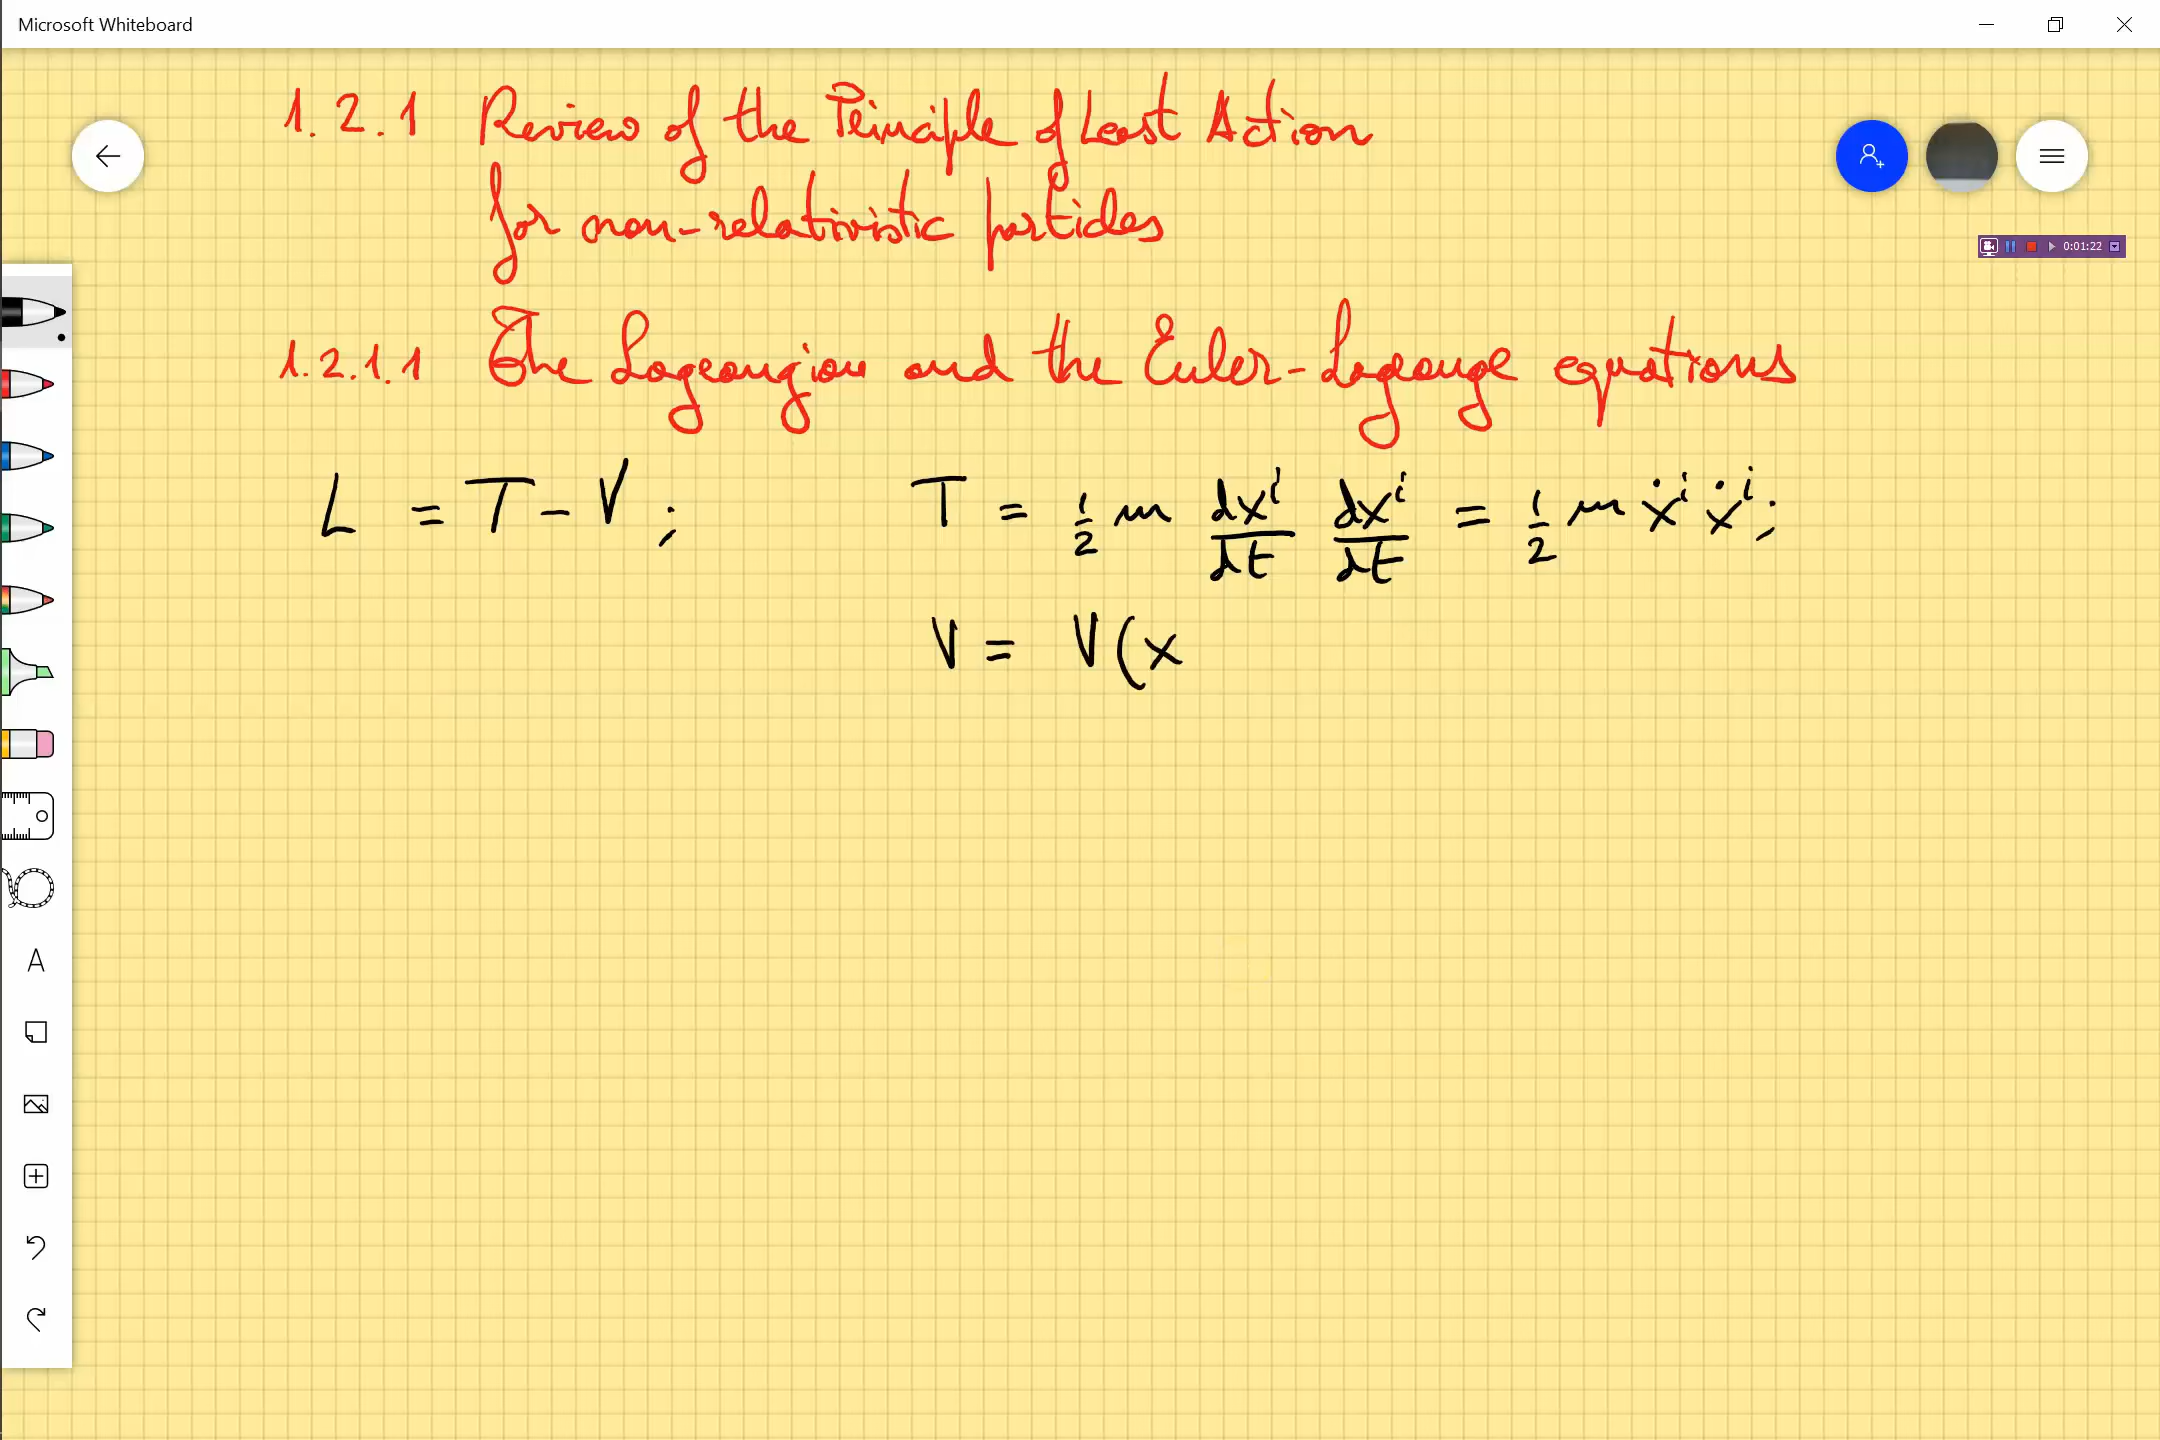 Microsoft Whiteboard
1.2.1 Review of the Principle of Least Action
for non-relativistic particles
0:01:22
1.2.1.1 The Lagrangian and the Euler-Lagrange equations
L = T - V ; T = 1/2 m dxⁱ/dt dxⁱ/dt = 1/2 m ẋⁱ ẋⁱ ;
V = V(x
A